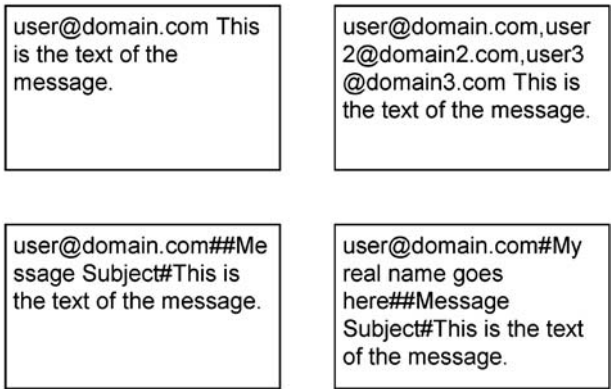 user@domain.com This
is the text of the
message.
user@domain.com,user
2@domain2.com,user3
@domain3.com This is
the text of the message.
user@domain.com##Me
ssage Subject#This is
the text of the message.
user@domain.com#My
real name goes
here##Message
Subject#This is the text
of the message.